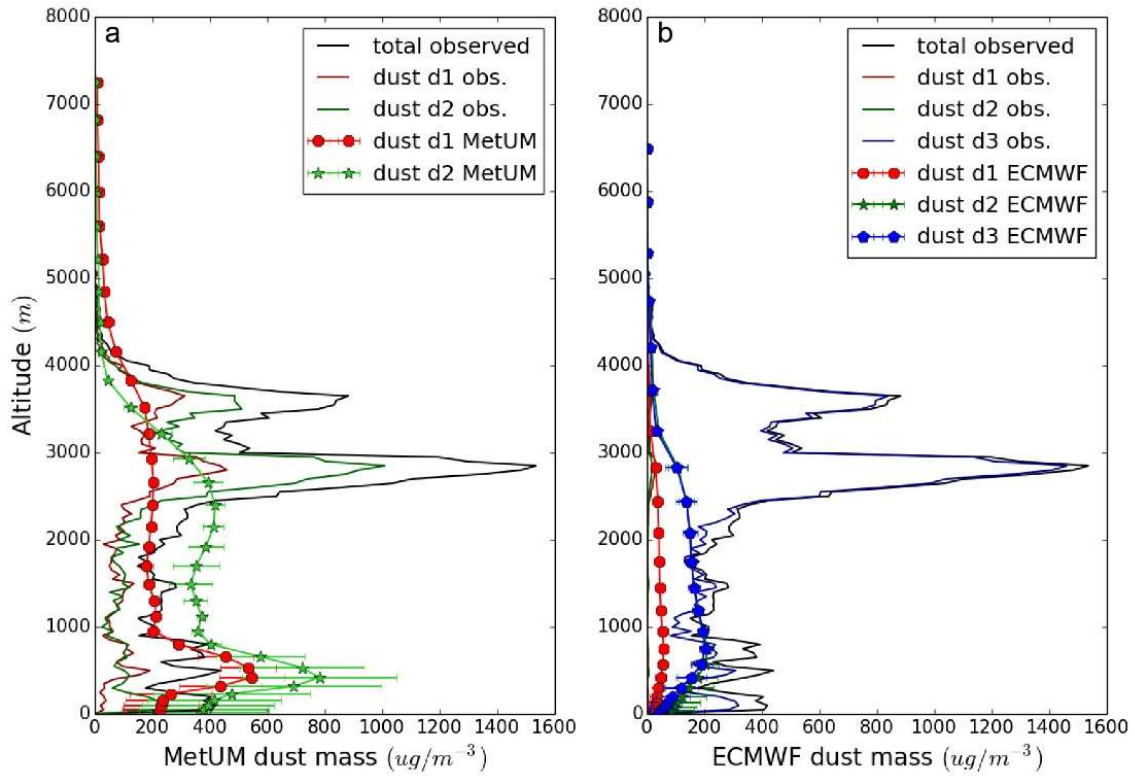 a
8000
7000
6000
5000
4000
3000
2000
1000
0
Altitude (m)
total observed
dust d1 obs.
dust d2 obs.
dust d1 MetUM
dust d2 MetUM
0 200 400 600 800 1000 1200 1400 1600
MetUM dust mass (ug/m⁻³)
b
8000
7000
6000
5000
4000
3000
2000
1000
0
total observed
dust d1 obs.
dust d2 obs.
dust d3 obs.
dust d1 ECMWF
dust d2 ECMWF
dust d3 ECMWF
0 200 400 600 800 1000 1200 1400 1600
ECMWF dust mass (ug/m⁻³)